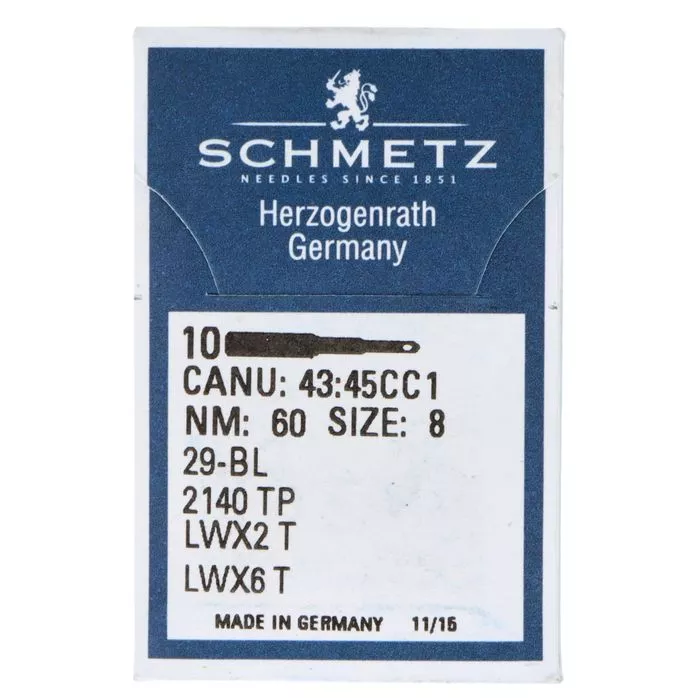 SCHMETZ
NEEDLES SINCE 1851
Herzogenrath
Germany
10
CANU: 43:45CC1
NM: 60 SIZE: 8
29-BL
2140 TP
LWX2 T
LWX6 T
MADE IN GERMANY 11/15